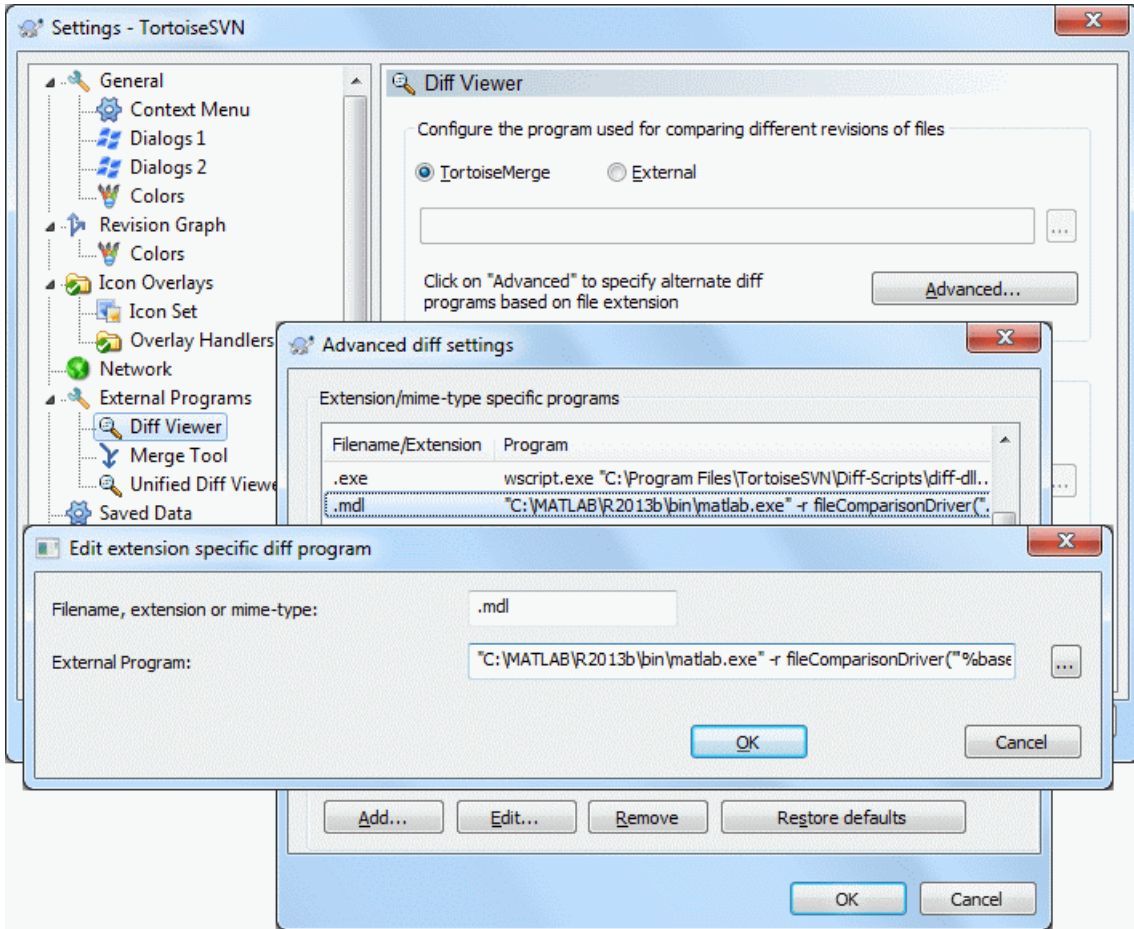 Settings - TortoiseSVN
General
Context Menu
Dialogs 1
Dialogs 2
Colors
Revision Graph
Colors
Icon Overlays
Icon Set
Overlay Handlers
Network
External Programs
Diff Viewer
Merge Tool
Unified Diff Viewe
Saved Data
Diff Viewer
Configure the program used for comparing different revisions of files
TortoiseMerge
External
...
Click on "Advanced" to specify alternate diff
programs based on file extension
Advanced...
...
Advanced diff settings
Extension/mime-type specific programs
Filename/Extension Program
.exe wscript.exe "C:\Program Files\TortoiseSVN\Diff-Scripts\diff-dll...
.mdl "C:\MATLAB\R2013b\bin\matlab.exe" -r fileComparisonDriver(".
Edit extension specific diff program
Filename, extension or mime-type: .mdl
External Program: "C:\MATLAB\R2013b\bin\matlab.exe" -r fileComparisonDriver("'%base
...
OK Cancel
Add... Edit... Remove Restore defaults
OK Cancel